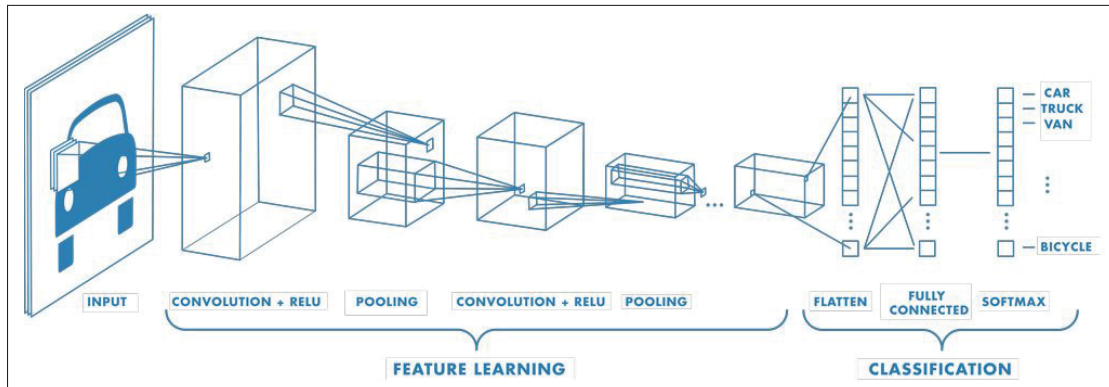 CAR
TRUCK
VAN
BICYCLE
INPUT
CONVOLUTION + RELU
POOLING
CONVOLUTION + RELU
POOLING
FLATTEN
FULLY
CONNECTED
SOFTMAX
FEATURE LEARNING
CLASSIFICATION